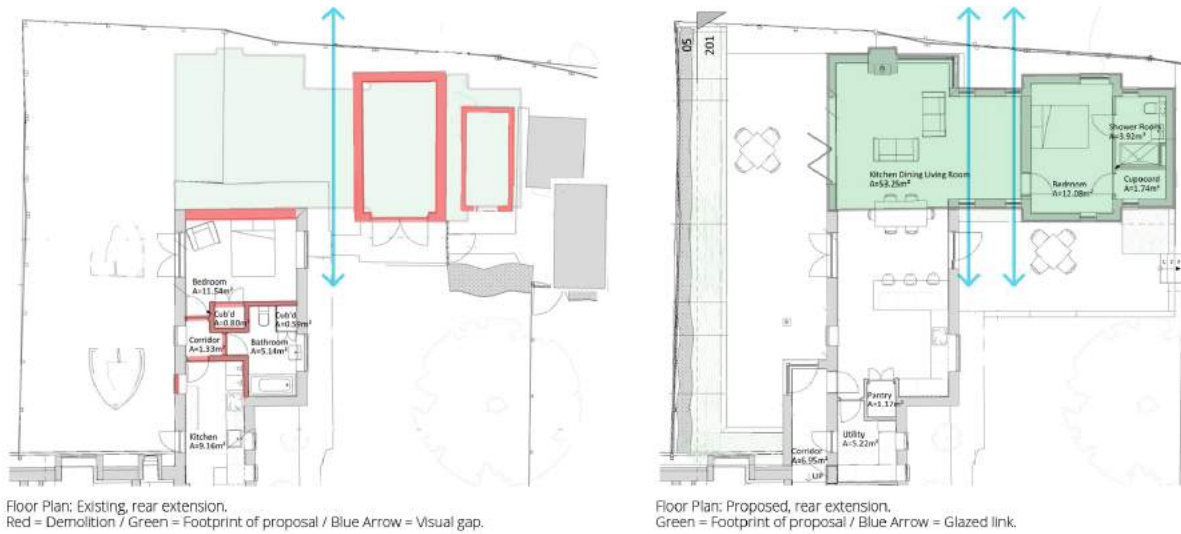 Bedroom
A=11.54m²
Cub'd
A=0.80m²
Cub'd
A=0.59m²
Corridor
A=1.33m²
Bathroom
A=5.14m²
Kitchen
A=9.16m²
Floor Plan: Existing, rear extension.
Red = Demolition / Green = Footprint of proposal / Blue Arrow = Visual gap.
05
201
Kitchen Dining Living Room
A=53.25m²
Shower Room
A=3.92m²
Cupboard
A=1.74m²
Bedroom
A=17.08m²
Pantry
A=1.17m²
Utility
A=5.22m²
Corridor
A=6.95m²
UP
Floor Plan: Proposed, rear extension.
Green = Footprint of proposal / Blue Arrow = Glazed link.